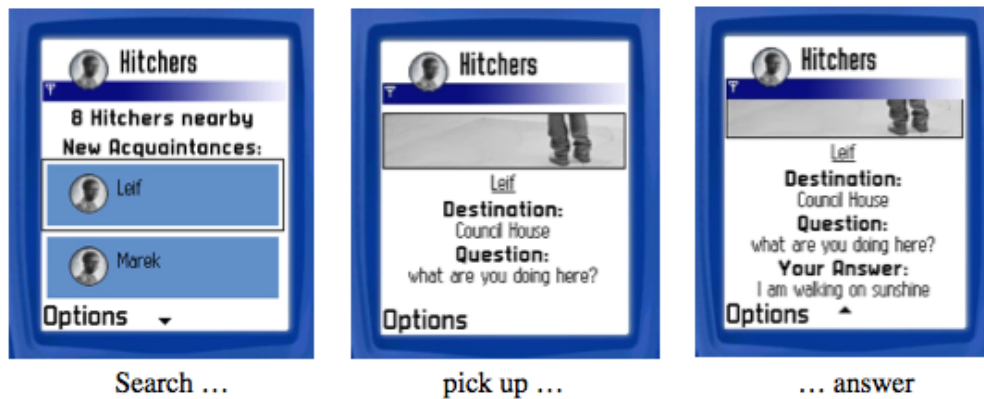 Hitchers
8 Hitchers nearby
New Acquaintances:
Leif
Marek
Options
Search ...
Hitchers
Leif
Destination:
Council House
Question:
what are you doing here?
Options
pick up ...
Hitchers
Leif
Destination:
Council House
Question:
what are you doing here?
Your Answer:
I am walking on sunshine
Options
... answer